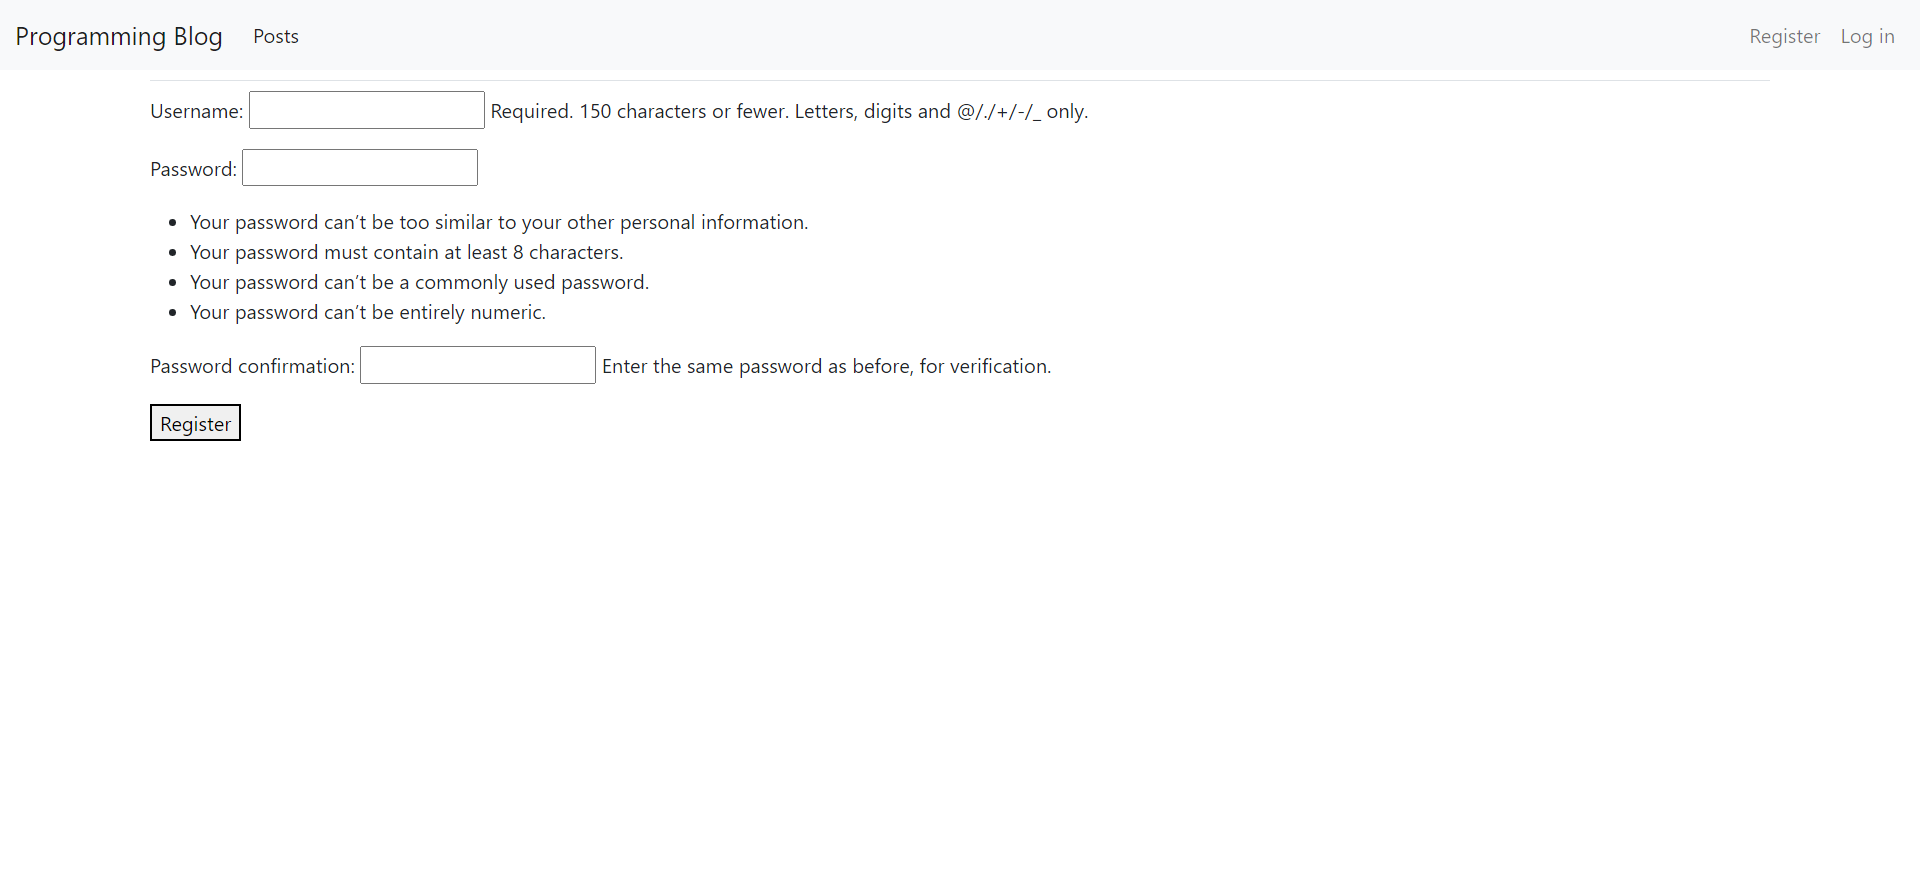 Programming Blog Posts Register Log in
Username: Required. 150 characters or fewer. Letters, digits and @/./+/-/_ only.
Password:
Your password can’t be too similar to your other personal information.
Your password must contain at least 8 characters.
Your password can’t be a commonly used password.
Your password can’t be entirely numeric.
Password confirmation: Enter the same password as before, for verification.
Register